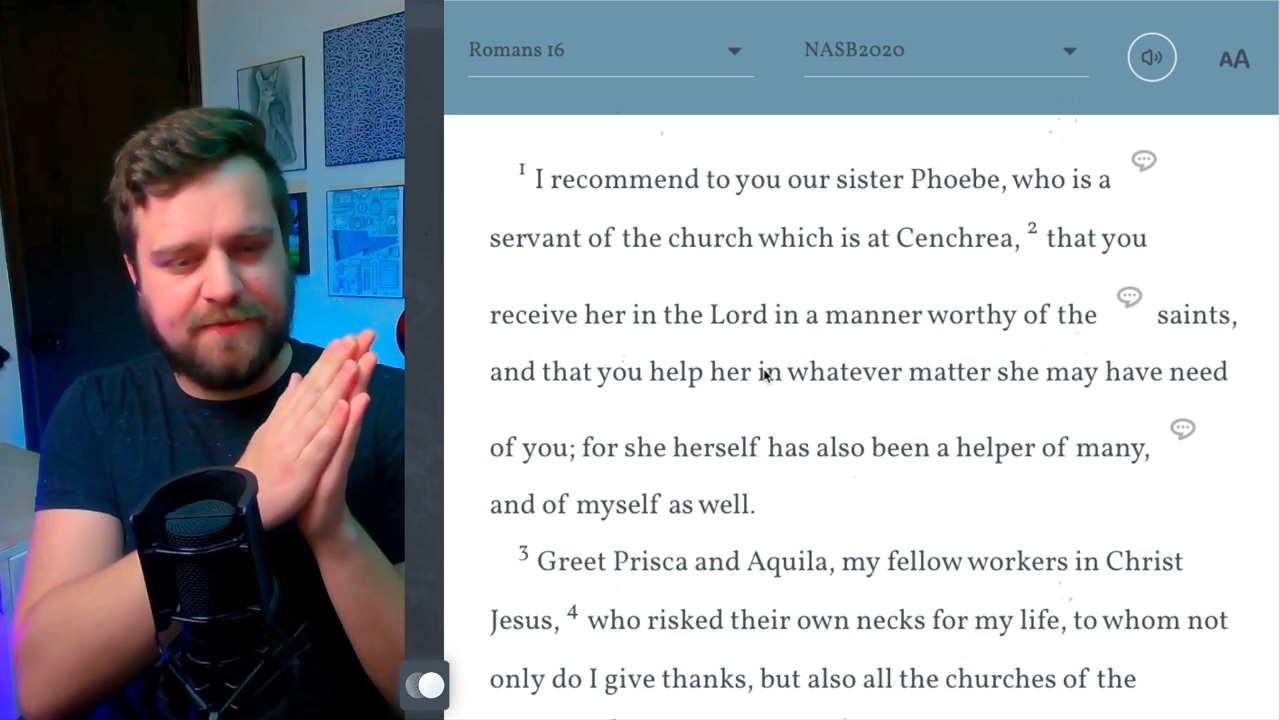 Romans 16
NASB2020
AA
1 I recommend to you our sister Phoebe, who is a
servant of the church which is at Cenchrea, 2 that you
receive her in the Lord in a manner worthy of the saints,
and that you help her in whatever matter she may have need
of you; for she herself has also been a helper of many,
and of myself as well.
3 Greet Prisca and Aquila, my fellow workers in Christ
Jesus, 4 who risked their own necks for my life, to whom not
only do I give thanks, but also all the churches of the